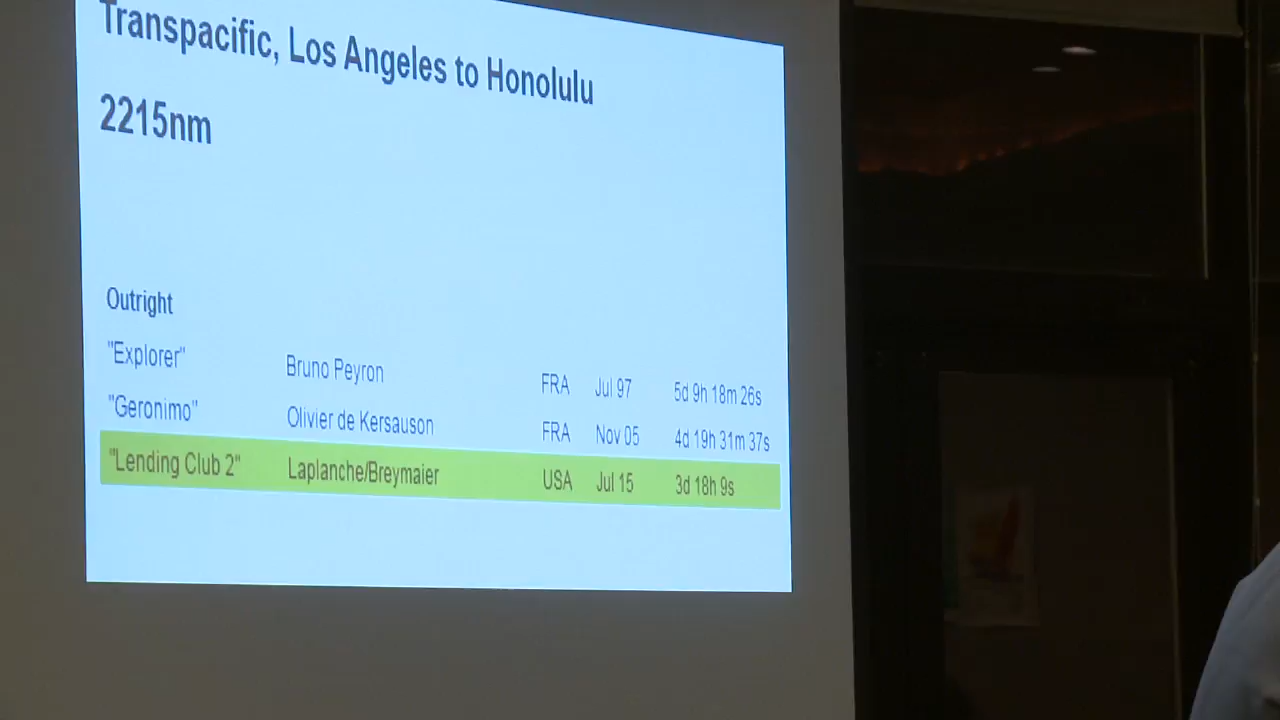 Transpacific, Los Angeles to Honolulu
2215nm
Outright
"Explorer" Bruno Peyron FRA Jul 97 5d 9h 18m 26s
"Geronimo" Olivier de Kersauson FRA Nov 05 4d 19h 31m 37s
"Lending Club 2" Laplanche/Breymaier USA Jul 15 3d 18h 9s